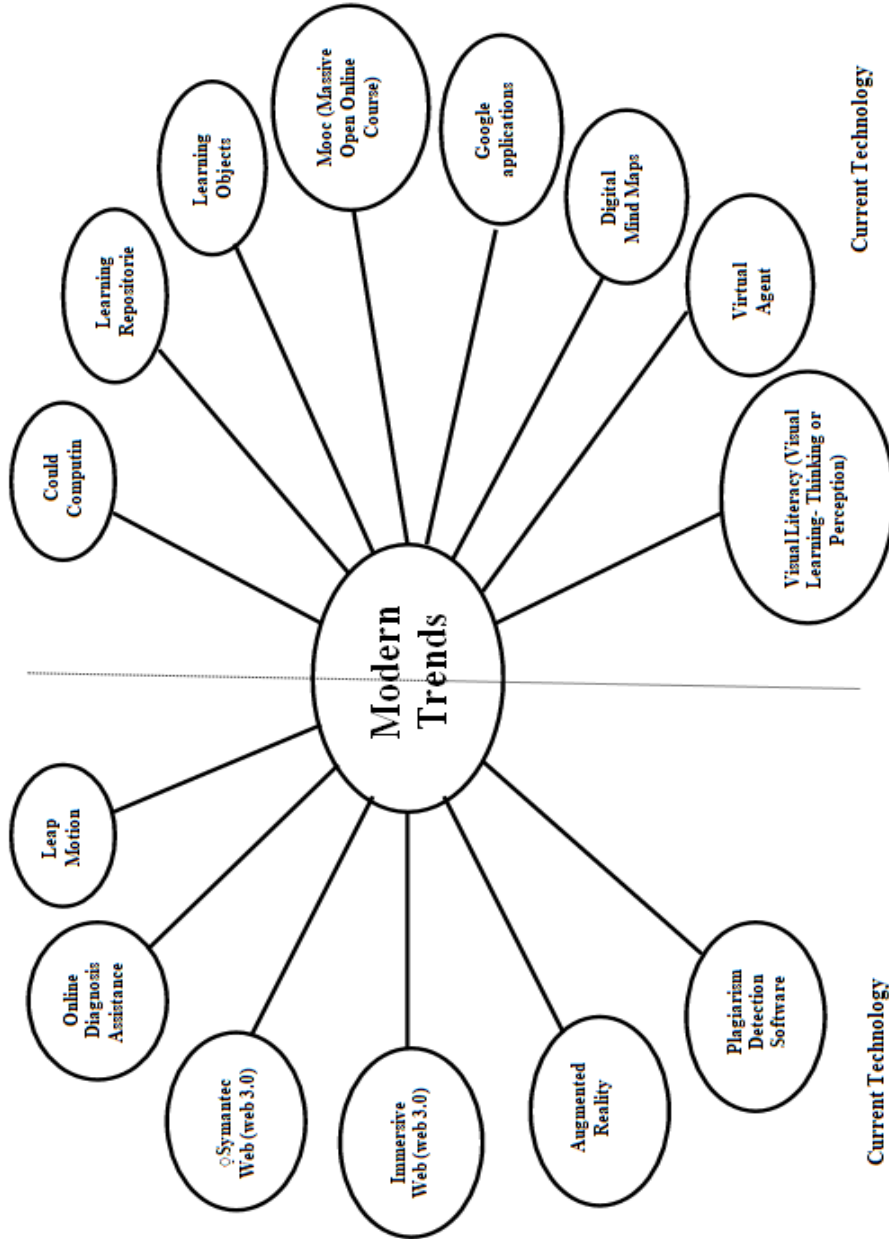 Modern
Trends
Leap
Motion
Online
Diagnosis
Assistance
Symantec
Web (web 3.0)
Immersive
Web (web 3.0)
Augmented
Reality
Plagiarism
Detection
Software
Current Technology
Could
Computin
Learning
Repositorie
Learning
Objects
Mooc (Massive
Open Online
Course)
Google
applications
Digital
Mind Maps
Virtual
Agent
Visual Literacy (Visual
Learning- Thinking or
Perception)
Current Technology